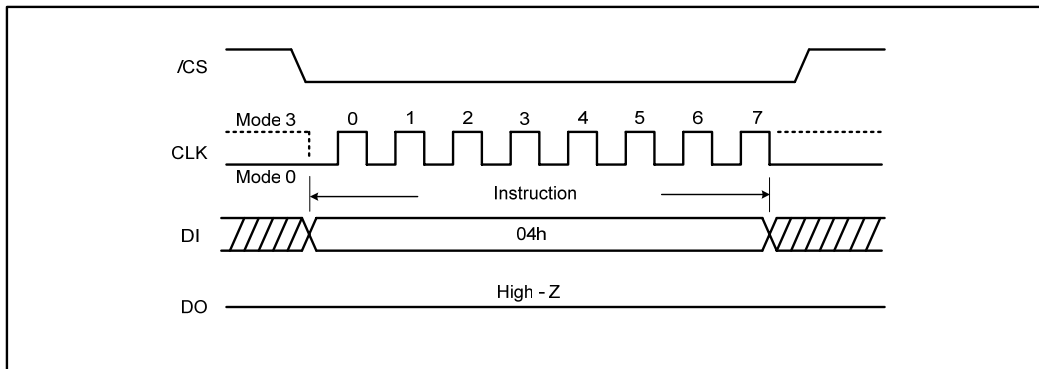 /CS
Mode 3
0 1 2 3 4 5 6 7
CLK
Mode 0
Instruction
DI
04h
High - Z
DO